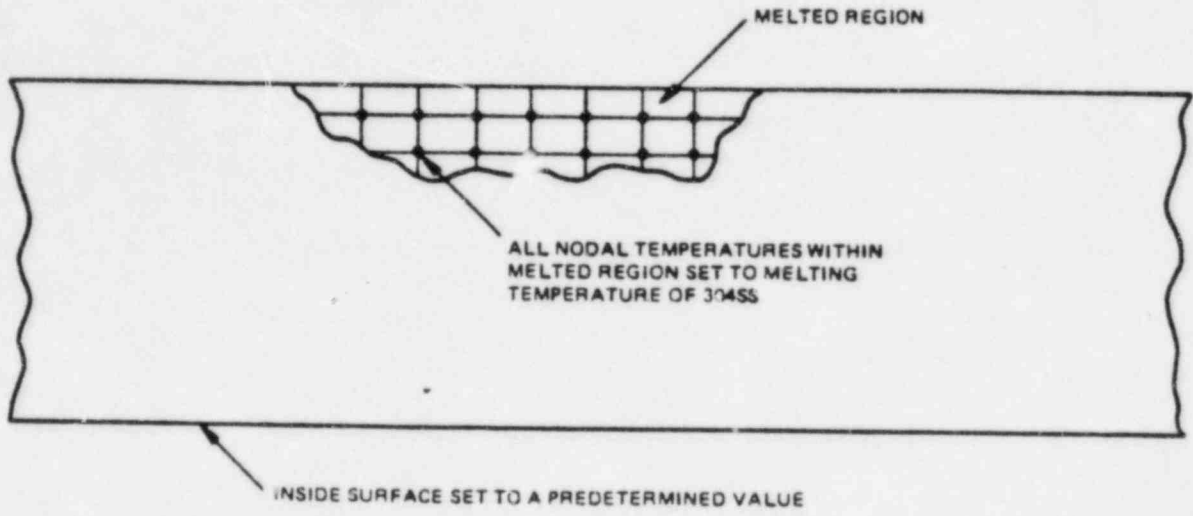 MELTED REGION
ALL NODAL TEMPERATURES WITHIN
MELTED REGION SET TO MELTING
TEMPERATURE OF 304SS
INSIDE SURFACE SET TO A PREDETERMINED VALUE